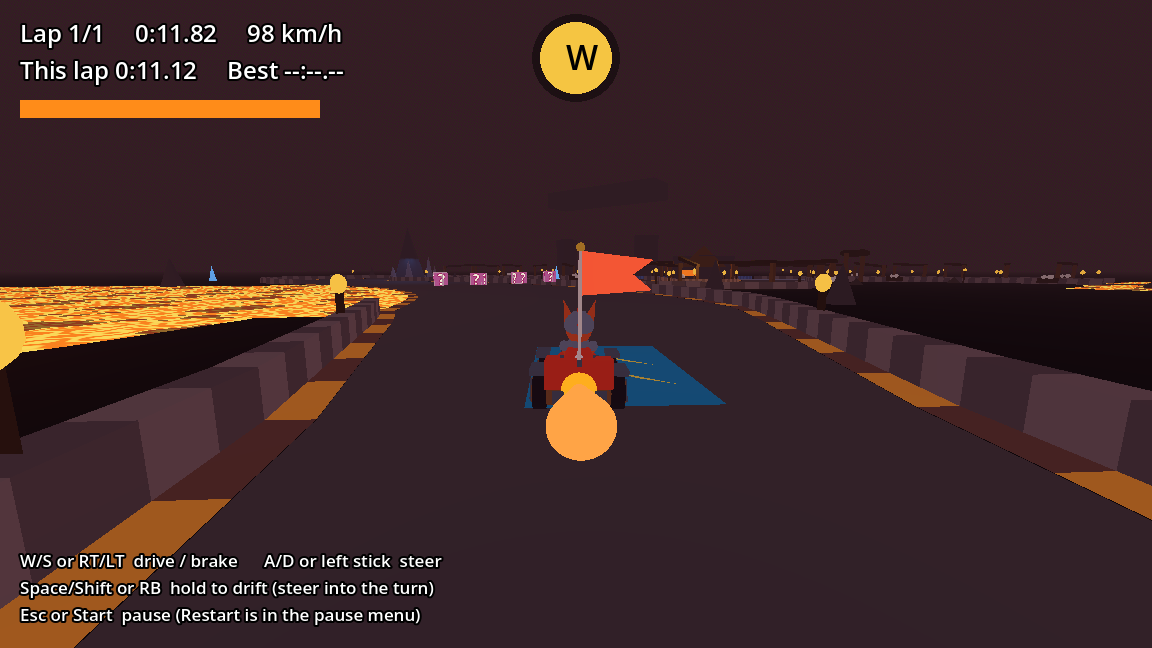 Lap 1/1 0:11.82 98 km/h
This lap 0:11.12 Best --:--.--
W
? ? ? ? ?
W/S or RT/LT drive / brake A/D or left stick steer
Space/Shift or RB hold to drift (steer into the turn)
Esc or Start pause (Restart is in the pause menu)